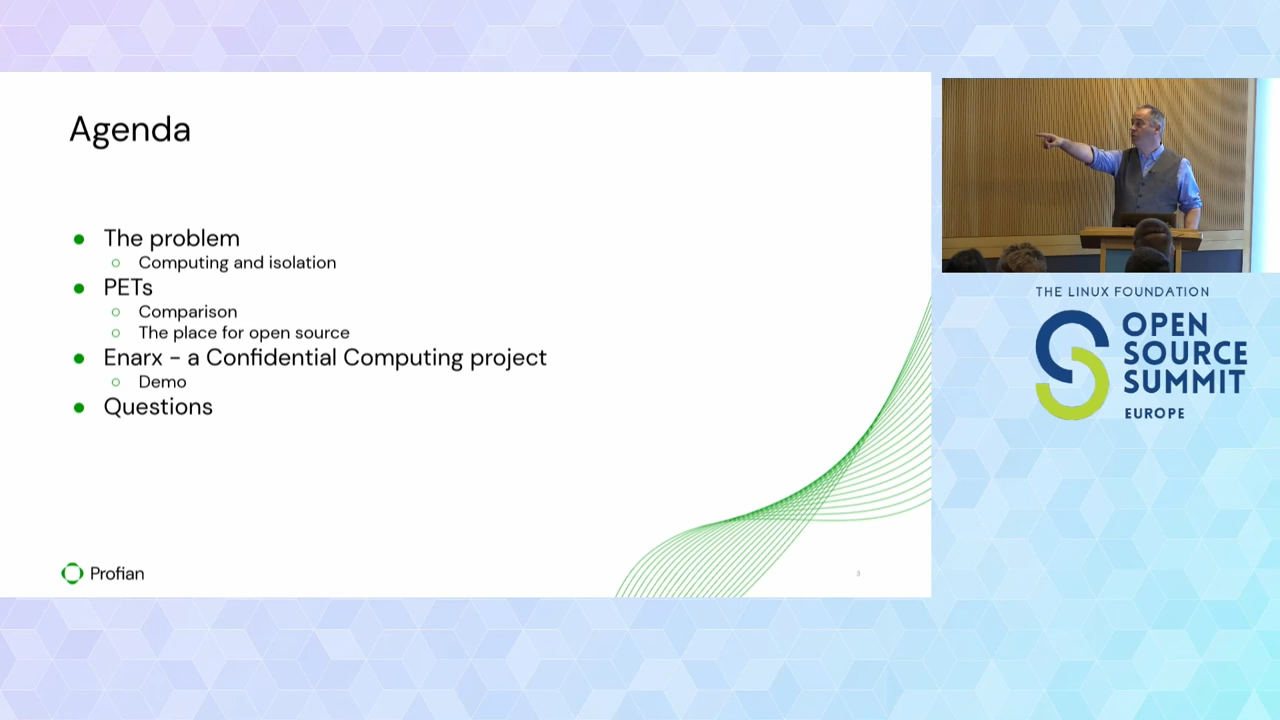 Agenda
The problem
Computing and isolation
PETs
Comparison
The place for open source
Enarx - a Confidential Computing project
Demo
Questions
Profian
3
THE LINUX FOUNDATION
OPEN
SOURCE
SUMMIT
EUROPE